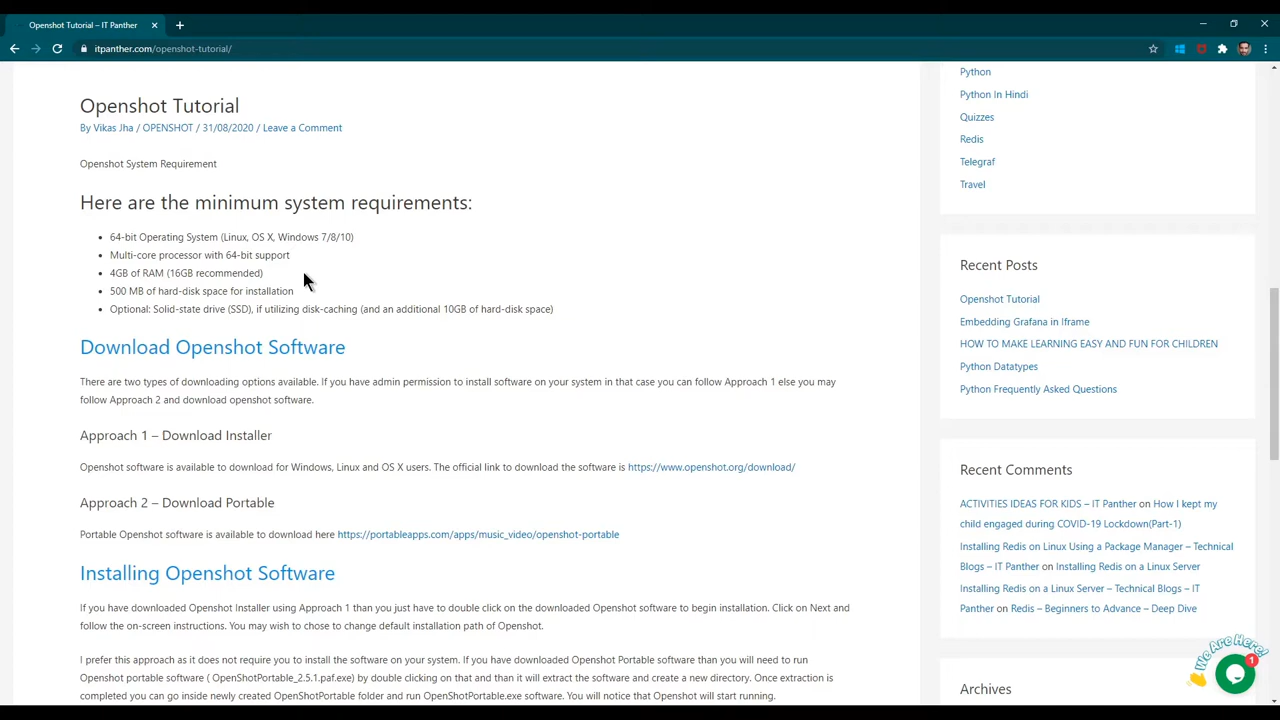 Openshot Tutorial – IT Panther
itpanther.com/openshot-tutorial/
Openshot Tutorial
By Vikas Jha / OPENSHOT / 31/08/2020 / Leave a Comment
Openshot System Requirement
Here are the minimum system requirements:
64-bit Operating System (Linux, OS X, Windows 7/8/10)
Multi-core processor with 64-bit support
4GB of RAM (16GB recommended)
500 MB of hard-disk space for installation
Optional: Solid-state drive (SSD), if utilizing disk-caching (and an additional 10GB of hard-disk space)
Download Openshot Software
There are two types of downloading options available. If you have admin permission to install software on your system in that case you can follow Approach 1 else you may
follow Approach 2 and download openshot software.
Approach 1 – Download Installer
Openshot software is available to download for Windows, Linux and OS X users. The official link to download the software is https://www.openshot.org/download/
Approach 2 – Download Portable
Portable Openshot software is available to download here https://portableapps.com/apps/music_video/openshot-portable
Installing Openshot Software
If you have downloaded Openshot Installer using Approach 1 than you just have to double click on the downloaded Openshot software to begin installation. Click on Next and
follow the on-screen instructions. You may wish to chose to change default installation path of Openshot.
I prefer this approach as it does not require you to install the software on your system. If you have downloaded Openshot Portable software than you will need to run
Openshot portable software ( OpenShotPortable_2.5.1.paf.exe) by double clicking on that and than it will extract the software and create a new directory. Once extraction is
completed you can go inside newly created OpenShotPortable folder and run OpenShotPortable.exe software. You will notice that Openshot will start running.
Python
Python In Hindi
Quizzes
Redis
Telegraf
Travel
Recent Posts
Openshot Tutorial
Embedding Grafana in Iframe
HOW TO MAKE LEARNING EASY AND FUN FOR CHILDREN
Python Datatypes
Python Frequently Asked Questions
Recent Comments
ACTIVITIES IDEAS FOR KIDS – IT Panther on How I kept my
child engaged during COVID-19 Lockdown(Part-1)
Installing Redis on Linux Using a Package Manager – Technical
Blogs – IT Panther on Installing Redis on a Linux Server
Installing Redis on a Linux Server – Technical Blogs – IT
Panther on Redis – Beginners to Advance – Deep Dive
Archives
We Are Here!
1